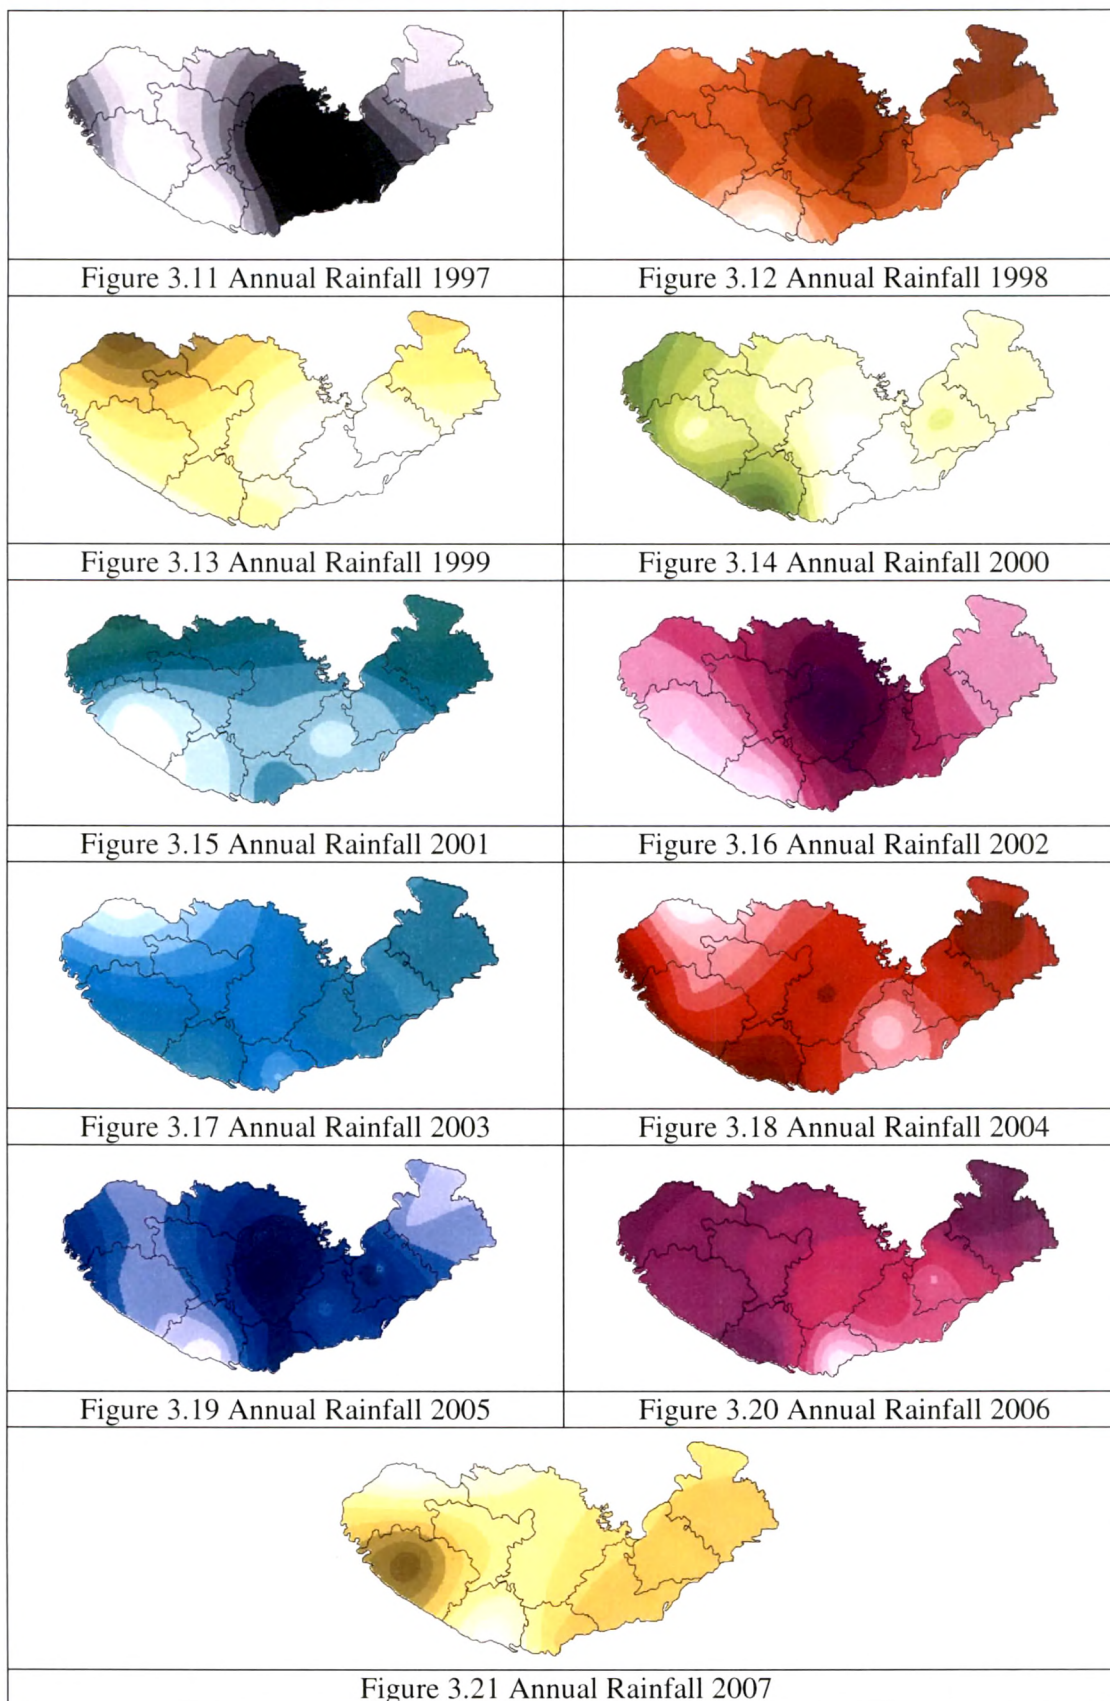 Figure 3.11 Annual Rainfall 1997
Figure 3.12 Annual Rainfall 1998
Figure 3.13 Annual Rainfall 1999
Figure 3.14 Annual Rainfall 2000
Figure 3.15 Annual Rainfall 2001
Figure 3.16 Annual Rainfall 2002
Figure 3.17 Annual Rainfall 2003
Figure 3.18 Annual Rainfall 2004
Figure 3.19 Annual Rainfall 2005
Figure 3.20 Annual Rainfall 2006
Figure 3.21 Annual Rainfall 2007